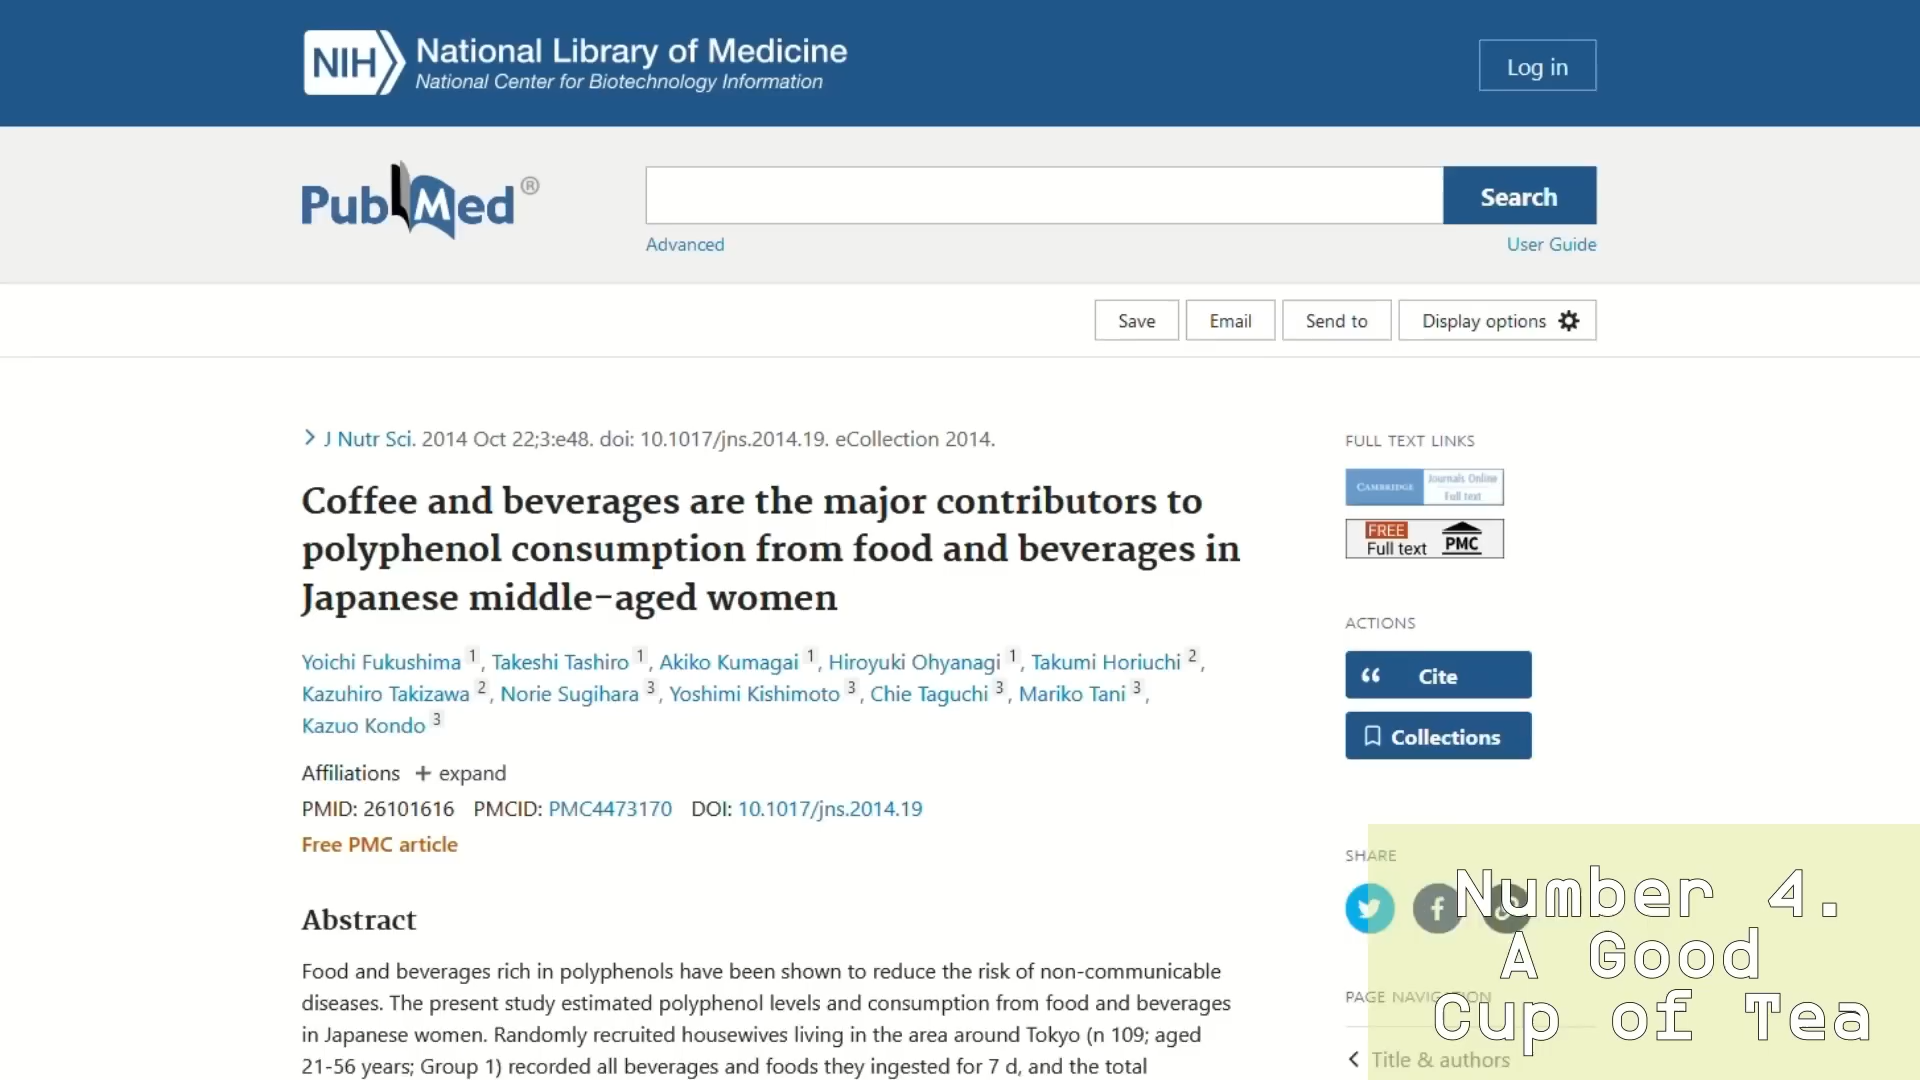 NIH National Library of Medicine
National Center for Biotechnology Information
Log in
PubMed®
Search
Advanced
User Guide
Save
Email
Send to
Display options
J Nutr Sci. 2014 Oct 22;3:e48. doi: 10.1017/jns.2014.19. eCollection 2014.
Coffee and beverages are the major contributors to
polyphenol consumption from food and beverages in
Japanese middle-aged women
Yoichi Fukushima 1, Takeshi Tashiro 1, Akiko Kumagai 1, Hiroyuki Ohyanagi 1, Takumi Horiuchi 2,
Kazuhiro Takizawa 2, Norie Sugihara 3, Yoshimi Kishimoto 3, Chie Taguchi 3, Mariko Tani 3,
Kazuo Kondo 3
Affiliations + expand
PMID: 26101616 PMCID: PMC4473170 DOI: 10.1017/jns.2014.19
Free PMC article
Abstract
Food and beverages rich in polyphenols have been shown to reduce the risk of non-communicable
diseases. The present study estimated polyphenol levels and consumption from food and beverages
in Japanese women. Randomly recruited housewives living in the area around Tokyo (n 109; aged
21-56 years; Group 1) recorded all beverages and foods they ingested for 7 d, and the total
FULL TEXT LINKS
CAMBRIDGE Journals Online
Full text
FREE
Full text PMC
ACTIONS
Cite
Collections
SHARE
PAGE NAVIGATION
Title & authors
Number 4.
A Good
Cup of Tea